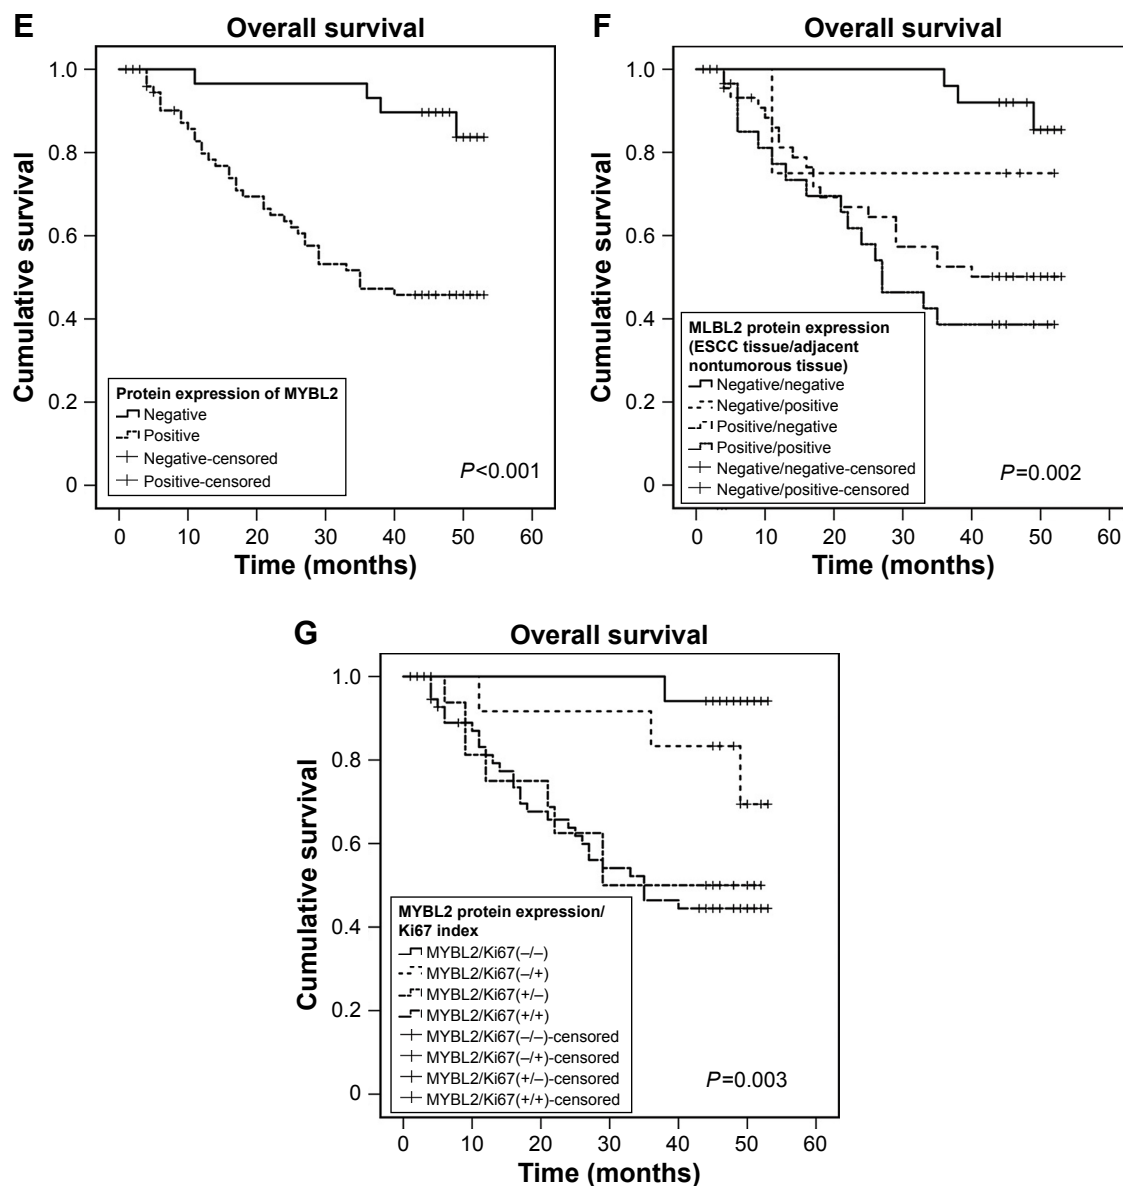 E
Overall survival
Cumulative survival
1.0
0.8
0.6
0.4
0.2
0
Protein expression of MYBL2
Negative
Positive
Negative-censored
Positive-censored
P<0.001
0 10 20 30 40 50 60
Time (months)
F
Overall survival
Cumulative survival
1.0
0.8
0.6
0.4
0.2
0
MLBL2 protein expression
(ESCC tissue/adjacent
nontumorous tissue)
Negative/negative
Negative/positive
Positive/negative
Positive/positive
Negative/negative-censored
Negative/positive-censored
P=0.002
0 10 20 30 40 50 60
Time (months)
G
Overall survival
Cumulative survival
1.0
0.8
0.6
0.4
0.2
0
MYBL2 protein expression/
Ki67 index
MYBL2/Ki67(–/–)
MYBL2/Ki67(–/+)
MYBL2/Ki67(+/–)
MYBL2/Ki67(+/+)
MYBL2/Ki67(–/–)-censored
MYBL2/Ki67(–/+)-censored
MYBL2/Ki67(+/–)-censored
MYBL2/Ki67(+/+)-censored
P=0.003
0 10 20 30 40 50 60
Time (months)